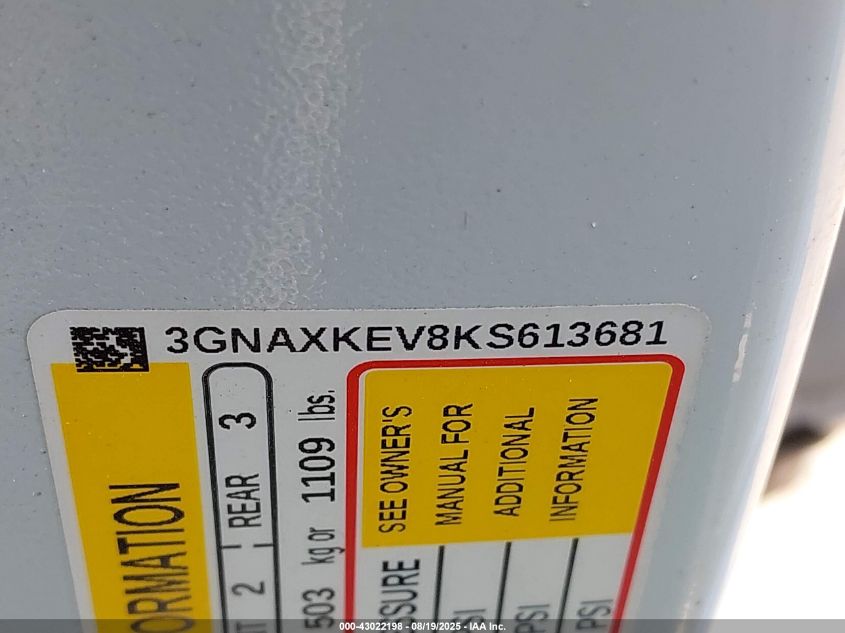 3GNAXKEV8KS613681
ORMATION
2 REAR 3
503 kg or 1109 lbs.
SEE OWNER'S
MANUAL FOR
ADDITIONAL
INFORMATION
PSI
PSI
000-43022198 - 08/19/2025 - IAA Inc.